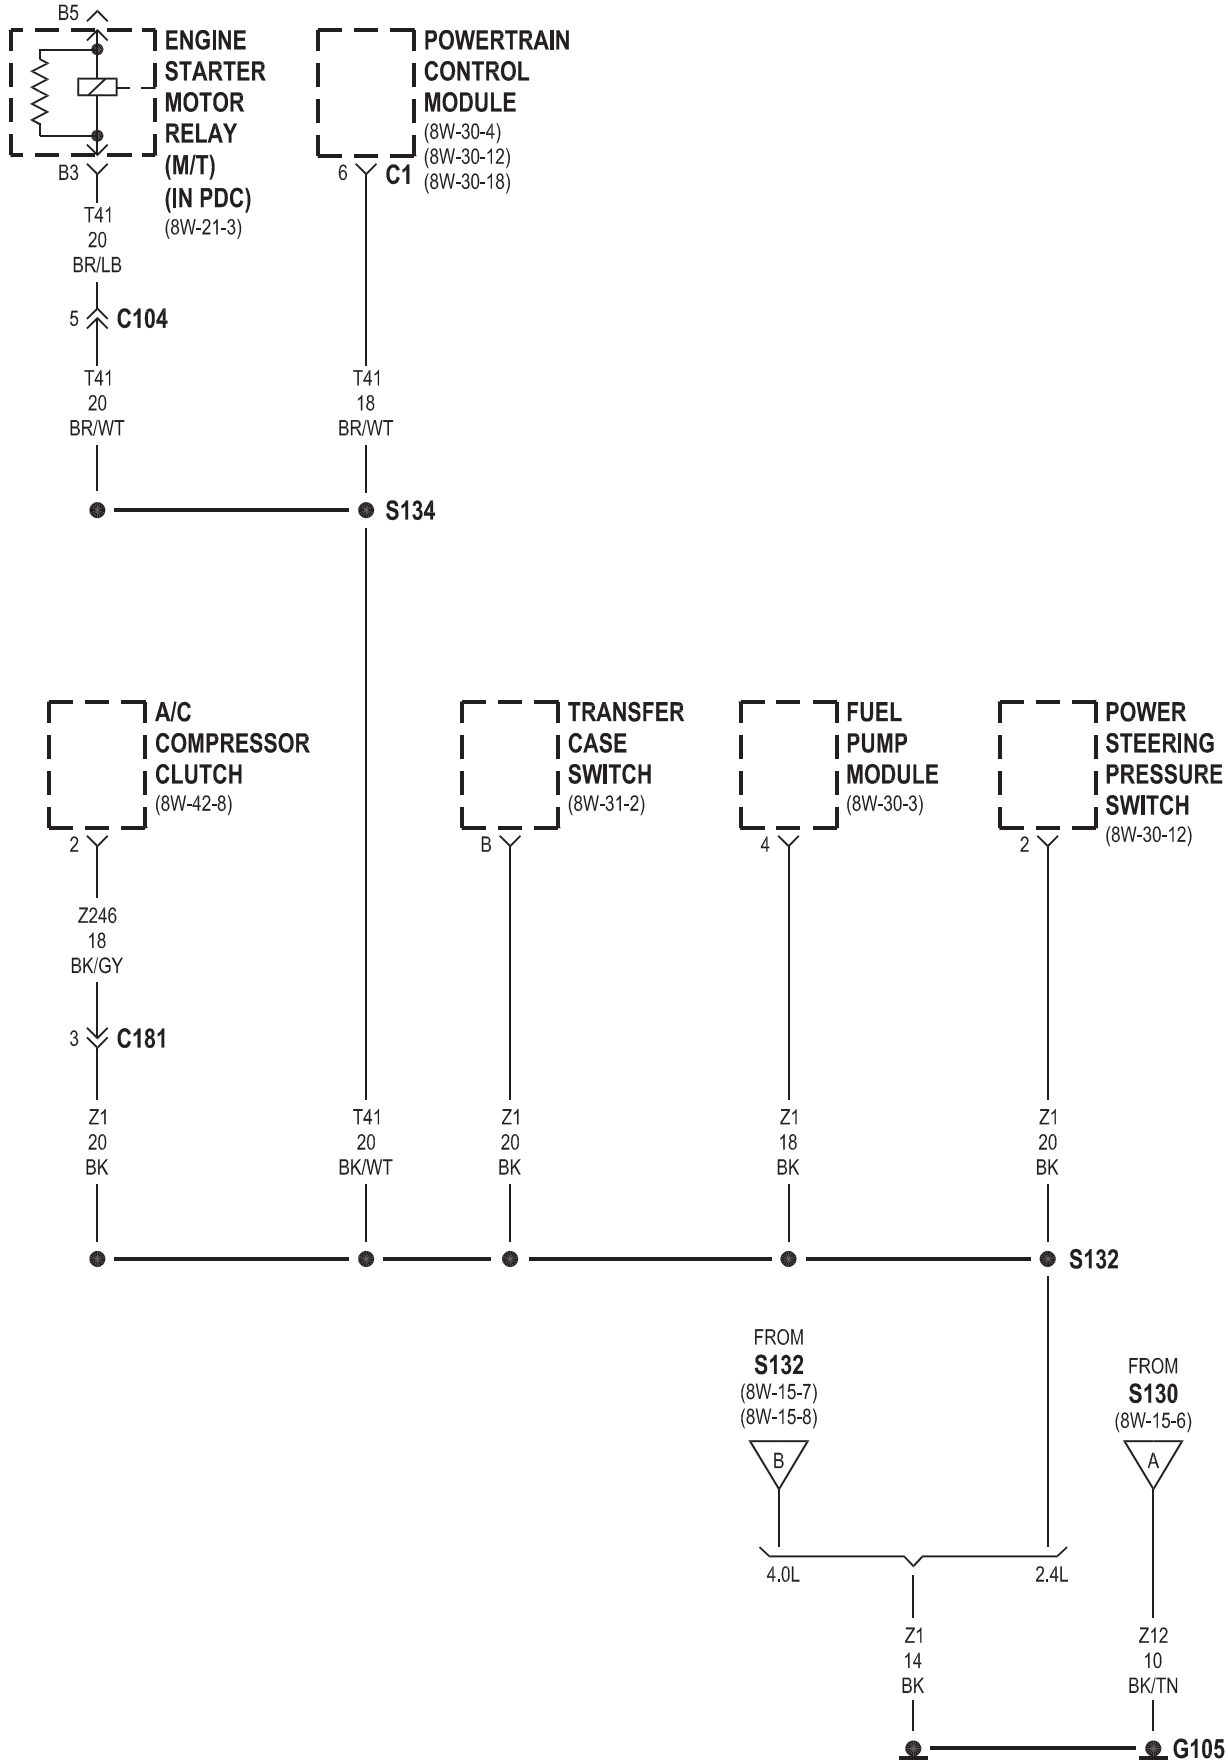 B5
ENGINE
STARTER
MOTOR
RELAY
(M/T)
(IN PDC)
(8W-21-3)
POWERTRAIN
CONTROL
MODULE
(8W-30-4)
(8W-30-12)
(8W-30-18)
B3
6
C1
T41
20
BR/LB
5
C104
T41
20
BR/WT
T41
18
BR/WT
S134
A/C
COMPRESSOR
CLUTCH
(8W-42-8)
TRANSFER
CASE
SWITCH
(8W-31-2)
FUEL
PUMP
MODULE
(8W-30-3)
POWER
STEERING
PRESSURE
SWITCH
(8W-30-12)
2
B
4
2
Z246
18
BK/GY
3
C181
Z1
20
BK
T41
20
BK/WT
Z1
20
BK
Z1
18
BK
Z1
20
BK
S132
FROM
S132
(8W-15-7)
(8W-15-8)
B
FROM
S130
(8W-15-6)
A
4.0L
2.4L
Z1
14
BK
Z12
10
BK/TN
G105